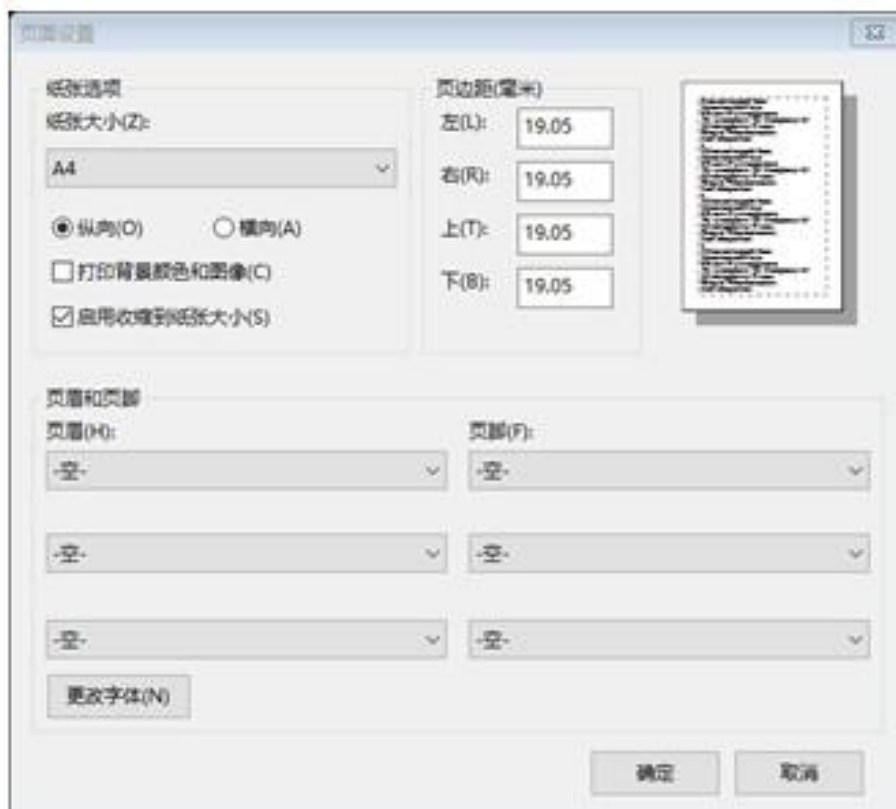 页面设置
纸张选项
纸张大小(Z):
A4
纵向(O) 横向(A)
打印背景颜色和图像(C)
启用收缩到纸张大小(S)
页边距(毫米)
左(L): 19.05
右(R): 19.05
上(T): 19.05
下(B): 19.05
页眉和页脚
页眉(H): 页脚(F):
-空- -空-
-空- -空-
-空- -空-
更改字体(N)
确定 取消